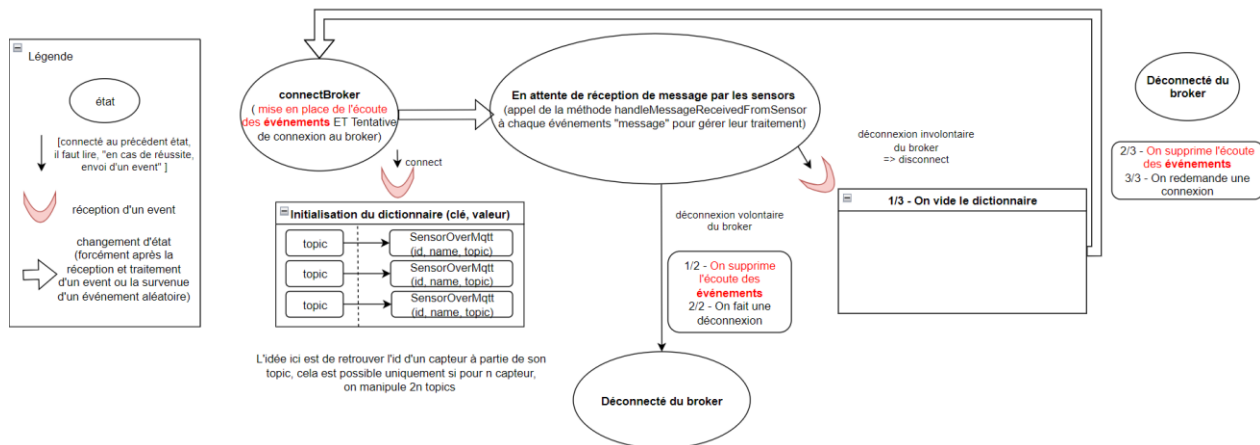 Légende
état
[connecté au précédent état,
il faut lire, "en cas de réussite,
envoi d'un event" ]
réception d'un event
changement d'état
(forcément après la
réception et traitement
d'un event ou la survenue
d'un événement aléatoire)
connectBroker
( mise en place de l'écoute
des événements ET Tentative
de connexion au broker)
connect
Initialisation du dictionnaire (clé, valeur)
topic
SensorOverMqtt
(id, name, topic)
topic
SensorOverMqtt
(id, name, topic)
topic
SensorOverMqtt
(id, name, topic)
L'idée ici est de retrouver l'id d'un capteur à partie de son
topic, cela est possible uniquement si pour n capteur,
on manipule 2n topics
En attente de réception de message par les sensors
(appel de la méthode handleMessageReceivedFromSensor
à chaque événements "message" pour gérer leur traitement)
déconnexion volontaire
du broker
1/2 - On supprime
l'écoute des
événements
2/2 - On fait une
déconnexion
Déconnecté du broker
déconnexion involontaire
du broker
=> disconnect
1/3 - On vide le dictionnaire
Déconnecté du
broker
2/3 - On supprime l'écoute
des événements
3/3 - On redemande une
connexion